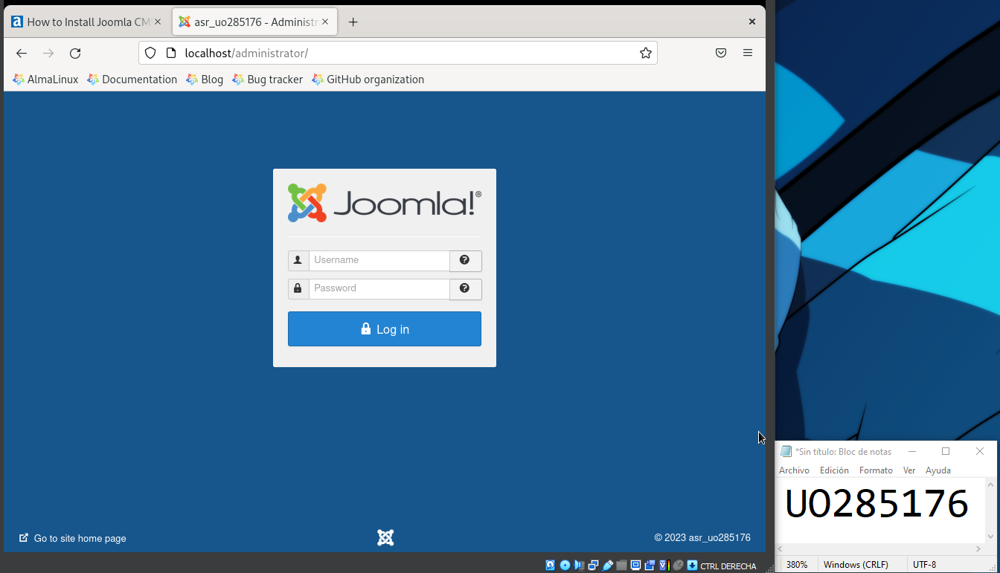 How to Install Joomla CM
asr_uo285176 - Administr
localhost/administrator/
AlmaLinux Documentation Blog Bug tracker GitHub organization
Joomla!®
Username
Password
Log in
Go to site home page
© 2023 asr_uo285176
CTRL DERECHA
*Sin título: Bloc de notas
Archivo Edición Formato Ver Ayuda
UO285176
380% Windows (CRLF) UTF-8